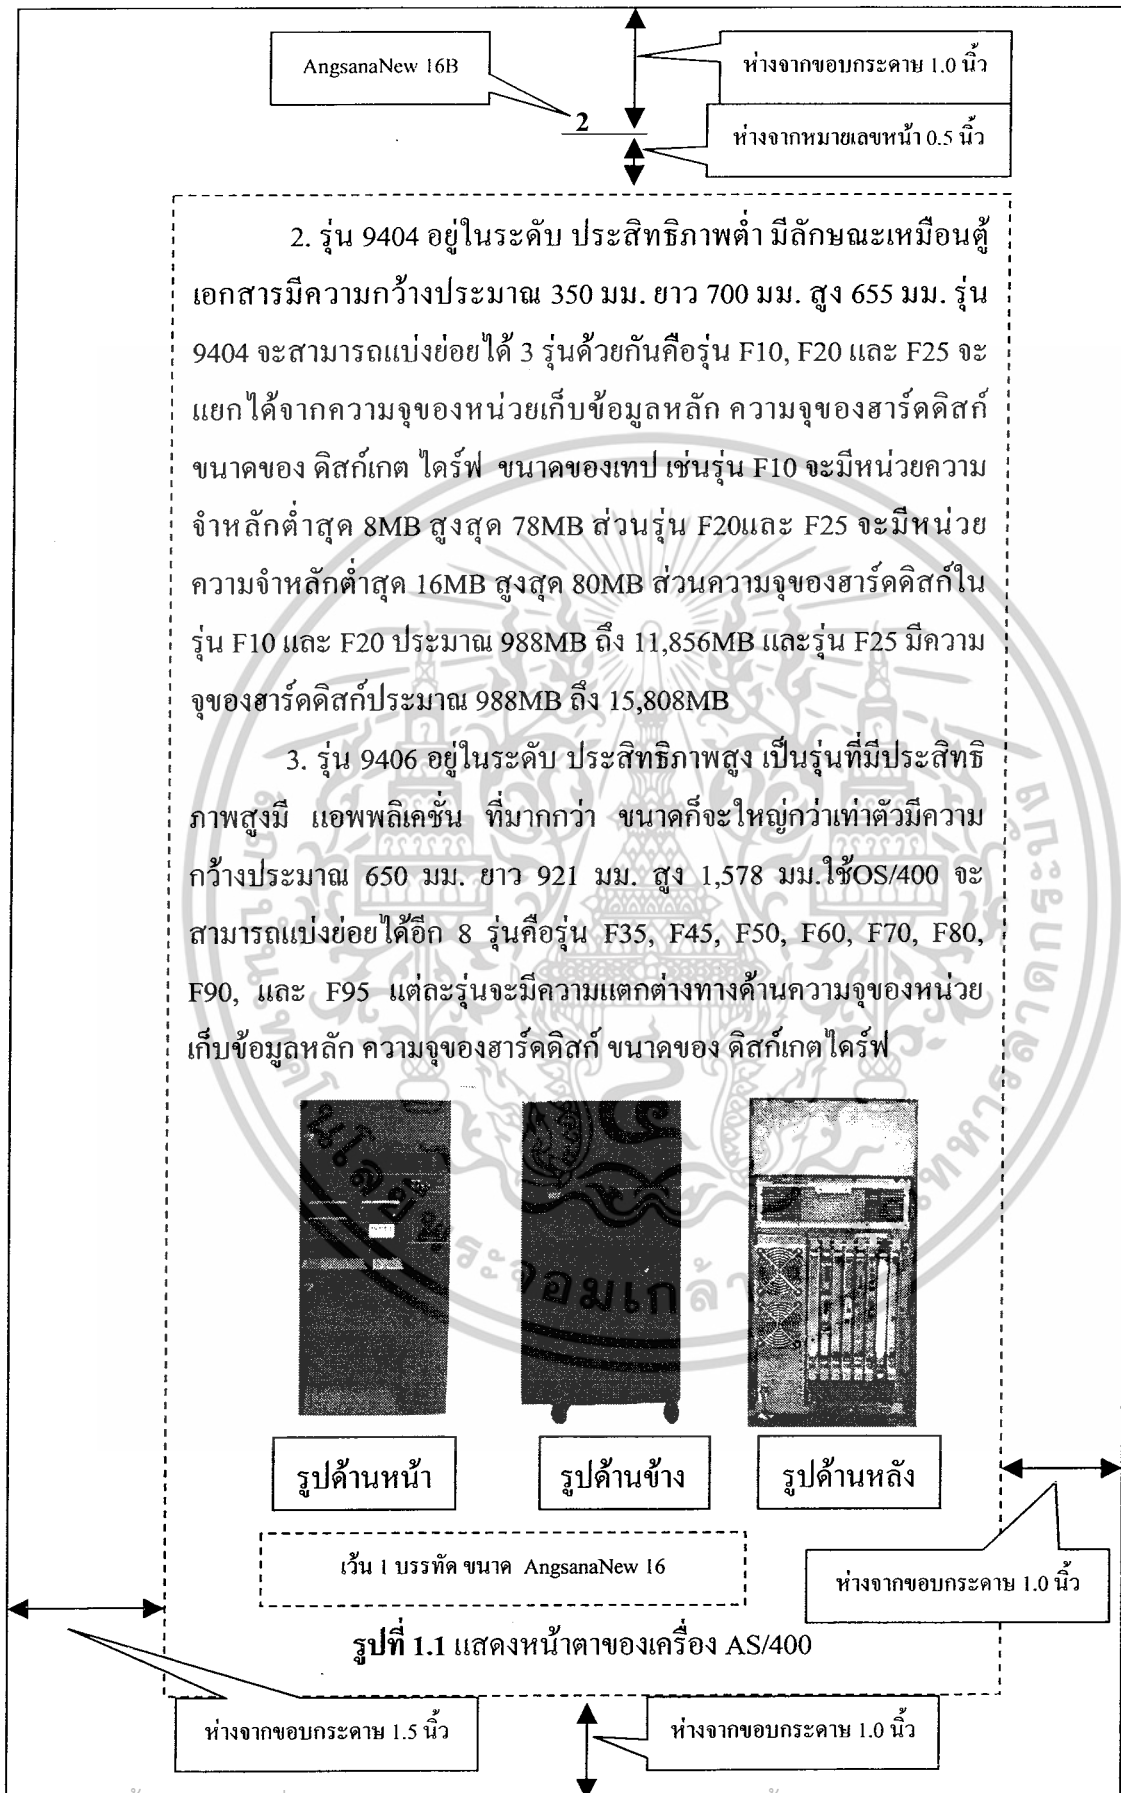 AngsanaNew 16B
ห่างจากขอบกระดาษ 1.0 นิ้ว
2
ห่างจากหมายเลขหน้า 0.5 นิ้ว
2. รุ่น 9404 อยู่ในระดับ ประสิทธิภาพต่ำ มีลักษณะเหมือนตู้
เอกสารมีความกว้างประมาณ 350 มม. ยาว 700 มม. สูง 655 มม. รุ่น
9404 จะสามารถแบ่งย่อยได้ 3 รุ่นด้วยกันคือรุ่น F10, F20 และ F25 จะ
แยกได้จากความจุของหน่วยเก็บข้อมูลหลัก ความจุของฮาร์ดดิสก์
ขนาดของ ดิสก์เกต ไดร์ฟ ขนาดของเทป เช่นรุ่น F10 จะมีหน่วยความ
จำหลักต่ำสุด 8MB สูงสุด 78MB ส่วนรุ่น F20และ F25 จะมีหน่วย
ความจำหลักต่ำสุด 16MB สูงสุด 80MB ส่วนความจุของฮาร์ดดิสก์ใน
รุ่น F10 และ F20 ประมาณ 988MB ถึง 11,856MB และรุ่น F25 มีความ
จุของฮาร์ดดิสก์ประมาณ 988MB ถึง 15,808MB
3. รุ่น 9406 อยู่ในระดับ ประสิทธิภาพสูง เป็นรุ่นที่มีประสิทธิ
ภาพสูงมี แอพพลิเคชั่น ที่มากกว่า ขนาดก็จะใหญ่กว่าเท่าตัวมีความ
กว้างประมาณ 650 มม. ยาว 921 มม. สูง 1,578 มม.ใช้OS/400 จะ
สามารถแบ่งย่อยได้อีก 8 รุ่นคือรุ่น F35, F45, F50, F60, F70, F80,
F90, และ F95 แต่ละรุ่นจะมีความแตกต่างทางด้านความจุของหน่วย
เก็บข้อมูลหลัก ความจุของฮาร์ดดิสก์ ขนาดของ ดิสก์เกตไดร์ฟ
รูปด้านหน้า
รูปด้านข้าง
รูปด้านหลัง
เว้น 1 บรรทัด ขนาด AngsanaNew 16
ห่างจากขอบกระดาษ 1.0 นิ้ว
รูปที่ 1.1 แสดงหน้าตาของเครื่อง AS/400
ห่างจากขอบกระดาษ 1.5 นิ้ว
ห่างจากขอบกระดาษ 1.0 นิ้ว